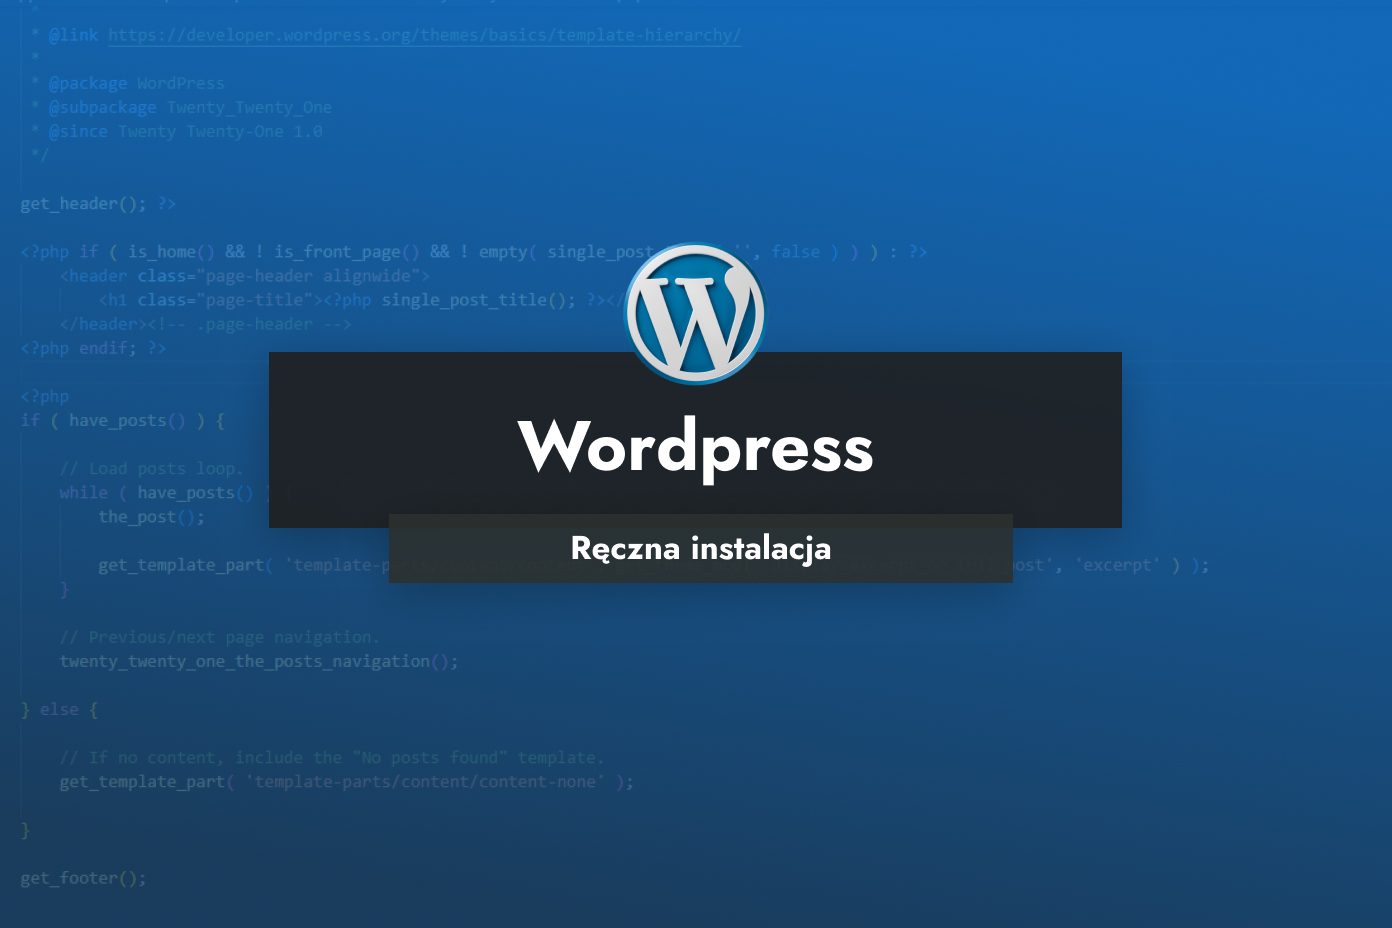 * @link https://developer.wordpress.org/themes/basics/template-hierarchy/
*
* @package WordPress
* @subpackage Twenty_Twenty_One
* @since Twenty Twenty-One 1.0
*/
get_header(); ?>
<?php if ( is_home() && ! is_front_page() && ! empty( single_post '', false ) ) ) : ?>
<header class="page-header alignwide">
<h1 class="page-title"><?php single_post_title(); ?></
</header><!-- .page-header -->
<?php endif; ?>
<?php
if ( have_posts() ) {
Wordpress
// Load posts loop.
while ( have_posts() )
the_post();
Ręczna instalacja
get_template_part( 'template-p post', 'excerpt' ) );
}
// Previous/next page navigation.
twenty_twenty_one_the_posts_navigation();
} else {
// If no content, include the "No posts found" template.
get_template_part( 'template-parts/content/content-none' );
}
get_footer();